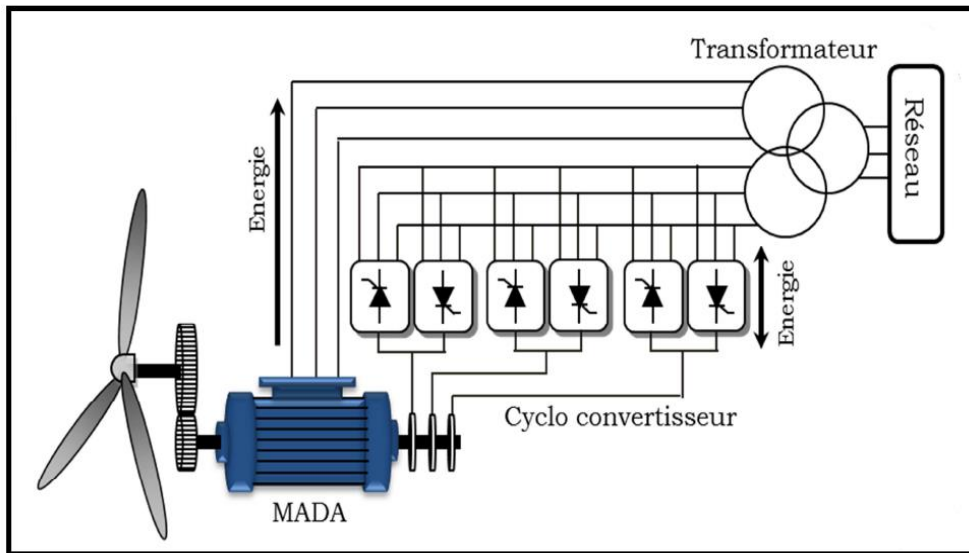 Transformateur
Réseau
Energie
Energie
Cyclo convertisseur
MADA